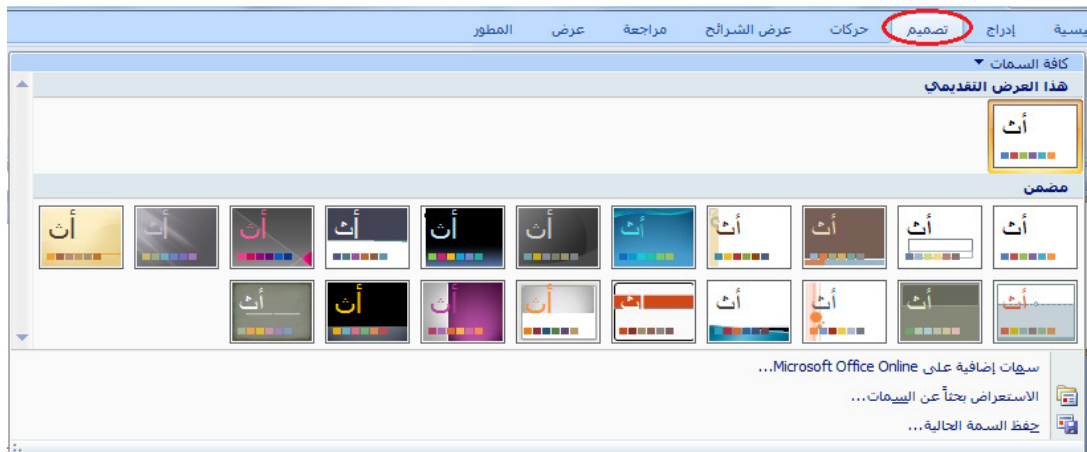 يسية إدراج تصميم حركات عرض الشرائح مراجعة عرض المطور
كافة السمات
هذا العرض التقديمي
أث
مضمن
أث أث أث أث أث أث أث أث أث أث أث
أث أث أث أث أث أث أث أث أث
سمات إضافية على Microsoft Office Online...
الاستعراض بحثاً عن السمات...
حفظ السمة الحالية...